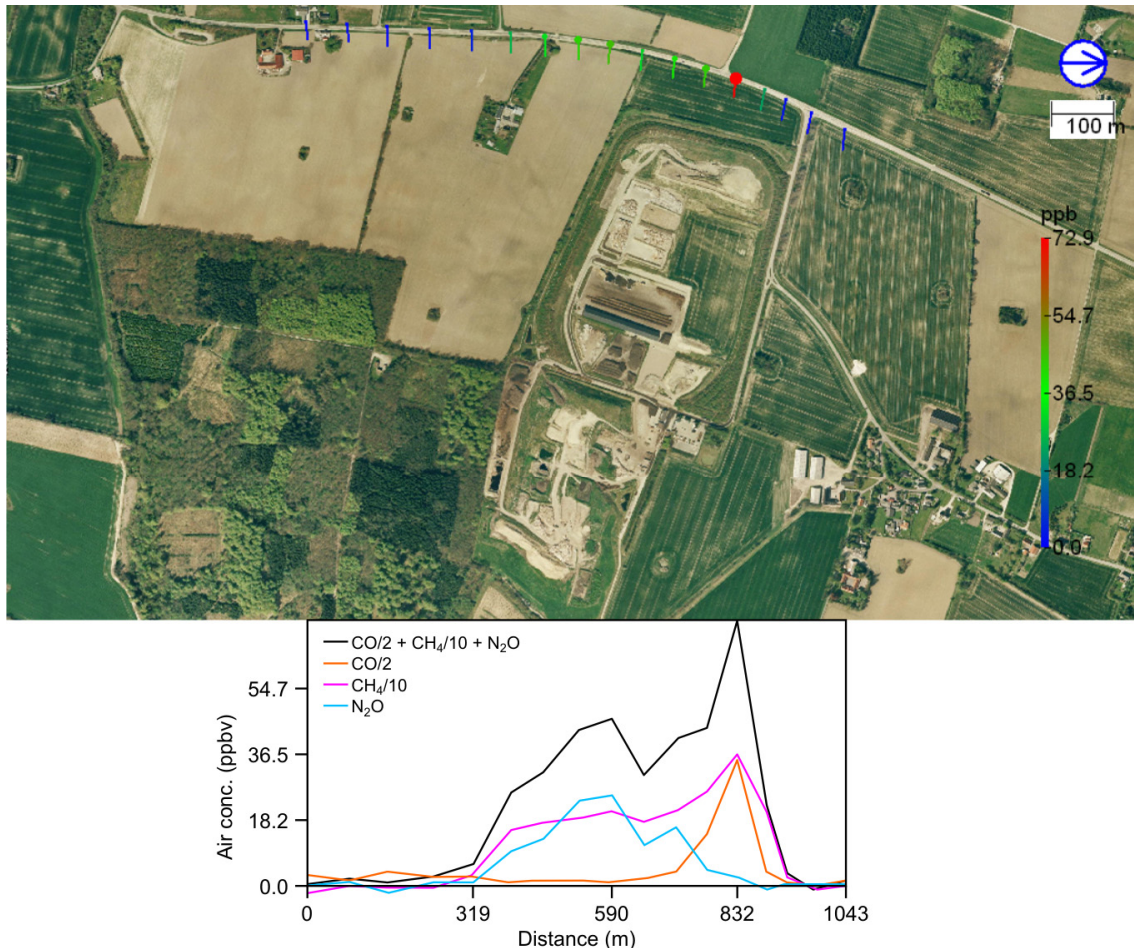 100 m
ppb
72.9
54.7
36.5
18.2
0.0
CO/2 + CH₄/10 + N₂O
CO/2
CH₄/10
N₂O
54.7
36.5
18.2
0.0
Air conc. (ppbv)
0 319 590 832 1043
Distance (m)